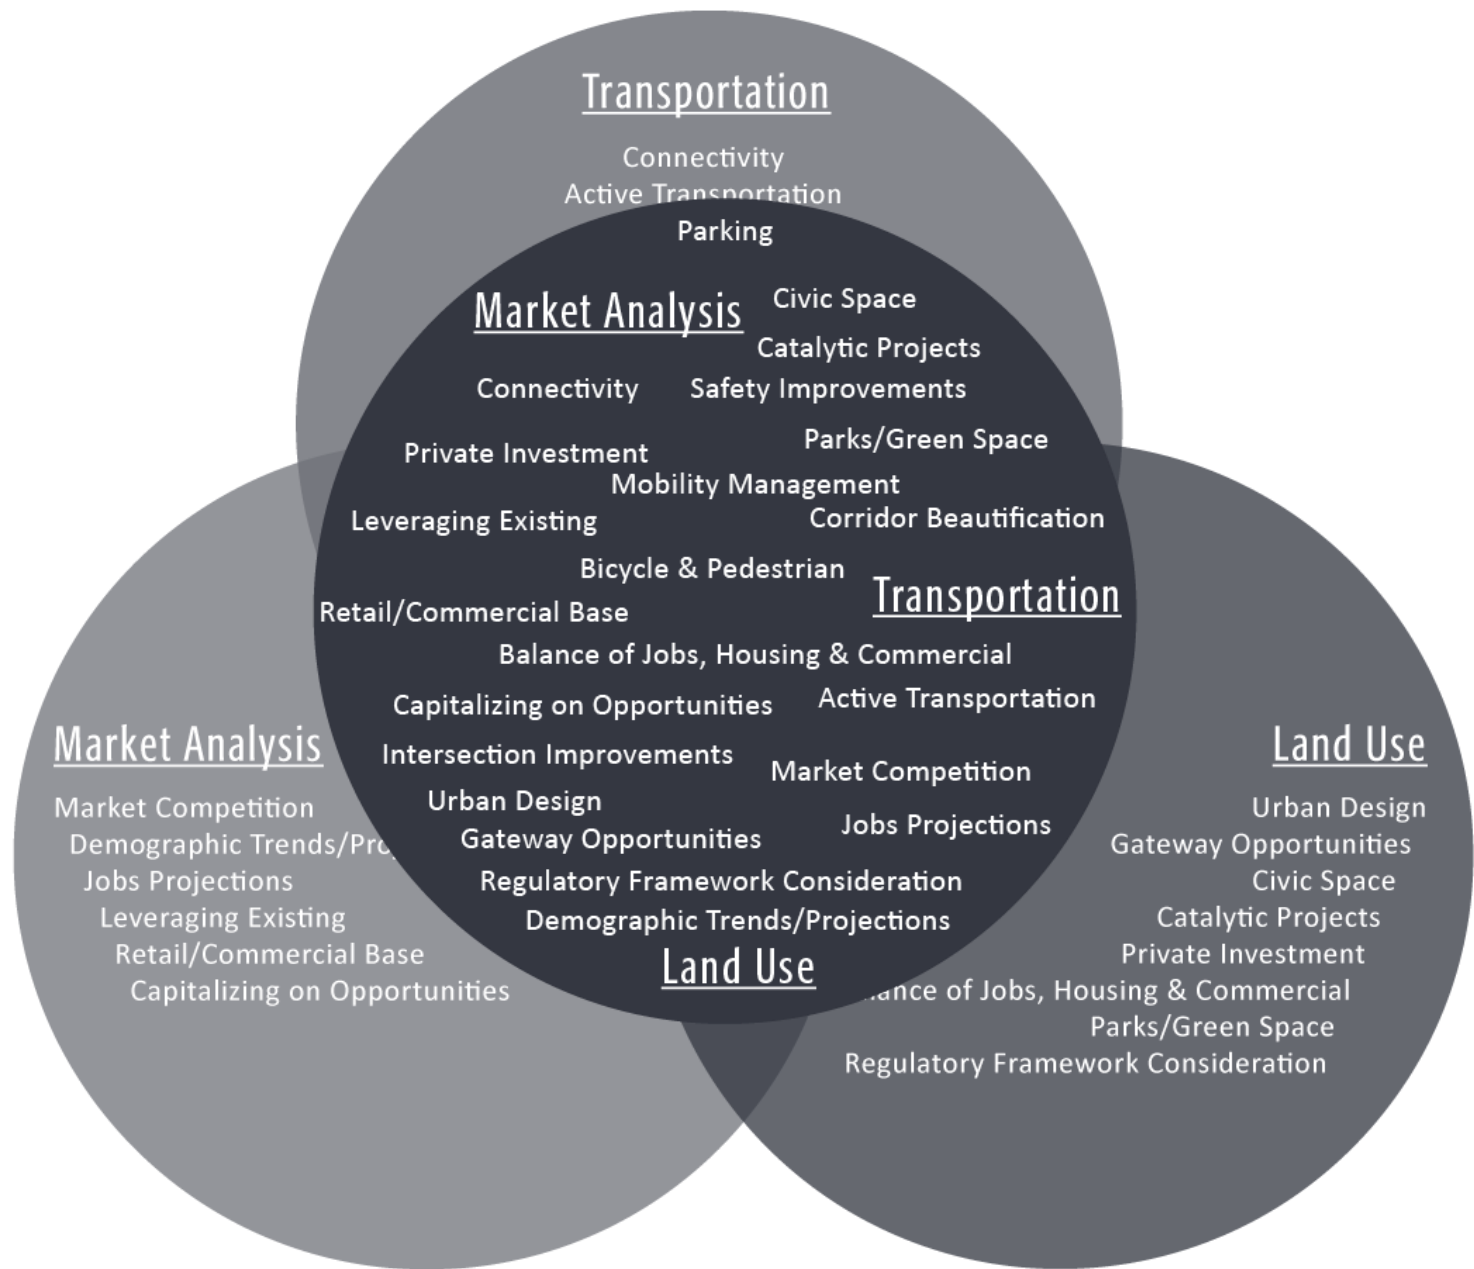 Transportation
Connectivity
Active Transportation
Parking
Market Analysis
Civic Space
Catalytic Projects
Connectivity
Safety Improvements
Parks/Green Space
Private Investment
Mobility Management
Leveraging Existing
Corridor Beautification
Bicycle & Pedestrian
Transportation
Retail/Commercial Base
Balance of Jobs, Housing & Commercial
Capitalizing on Opportunities
Active Transportation
Intersection Improvements
Market Competition
Urban Design
Jobs Projections
Gateway Opportunities
Regulatory Framework Consideration
Demographic Trends/Projections
Land Use
Market Analysis
Market Competition
Demographic Trends/Pro
Jobs Projections
Leveraging Existing
Retail/Commercial Base
Capitalizing on Opportunities
Land Use
Urban Design
Gateway Opportunities
Civic Space
Catalytic Projects
Private Investment
of Jobs, Housing & Commercial
Parks/Green Space
Regulatory Framework Consideration